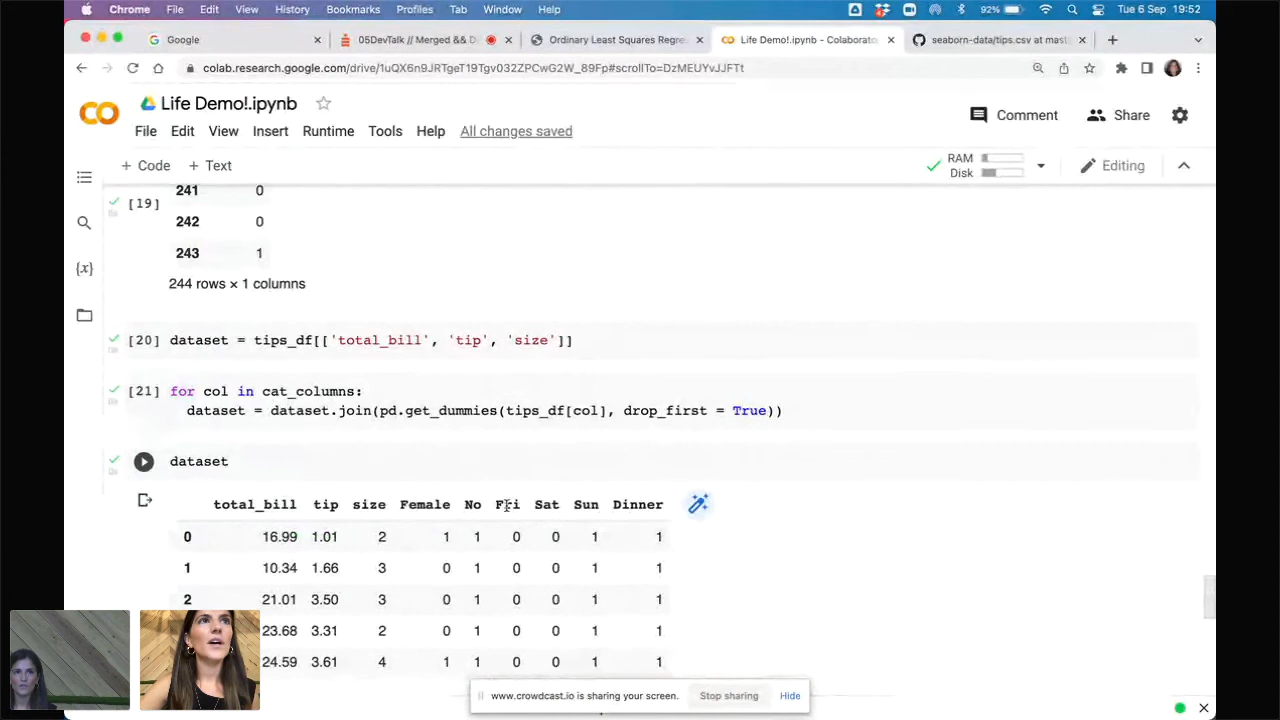 Chrome File Edit View History Bookmarks Profiles Tab Window Help 92% Tue 6 Sep 19:52
Google 05DevTalk // Merged && D Ordinary Least Squares Regre Life Demo!.ipynb - Colaborato seaborn-data/tips.csv at mast
colab.research.google.com/drive/1uQX6n9JRTgeT19Tgv032ZPCwG2W_89Fp#scrollTo=DzMEUYvJJFTt
CO Life Demo!.ipynb
Comment Share
File Edit View Insert Runtime Tools Help All changes saved
+ Code + Text RAM Disk Editing
{x}
[19] 241 0
242 0
243 1
244 rows × 1 columns
[20] dataset = tips_df[['total_bill', 'tip', 'size']]
[21] for col in cat_columns:
dataset = dataset.join(pd.get_dummies(tips_df[col], drop_first = True))
dataset
total_bill tip size Female No Fri Sat Sun Dinner
0 16.99 1.01 2 1 1 0 0 1 1
1 10.34 1.66 3 0 1 0 0 1 1
2 21.01 3.50 3 0 1 0 0 1 1
23.68 3.31 2 0 1 0 0 1 1
24.59 3.61 4 1 1 0 0 1 1
www.crowdcast.io is sharing your screen. Stop sharing Hide